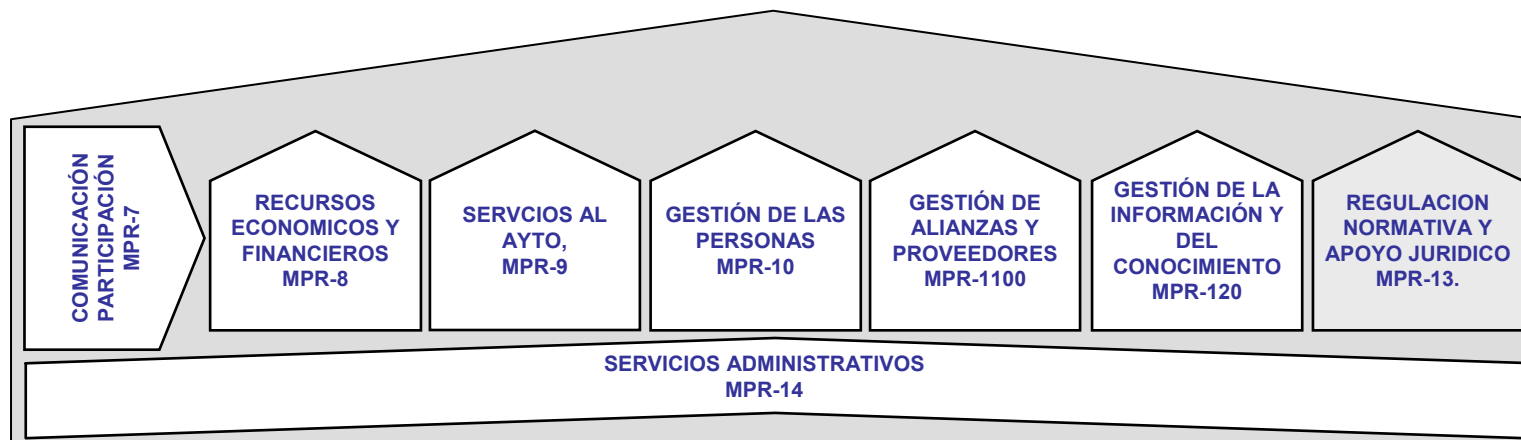 COMUNICACIÓN
PARTICIPACIÓN
MPR-7
RECURSOS
ECONOMICOS Y
FINANCIEROS
MPR-8
SERVCIOS AL
AYTO,
MPR-9
GESTIÓN DE LAS
PERSONAS
MPR-10
GESTIÓN DE
ALIANZAS Y
PROVEEDORES
MPR-1100
GESTIÓN DE LA
INFORMACIÓN Y
DEL
CONOCIMIENTO
MPR-120
REGULACION
NORMATIVA Y
APOYO JURIDICO
MPR-13.
SERVICIOS ADMINISTRATIVOS
MPR-14